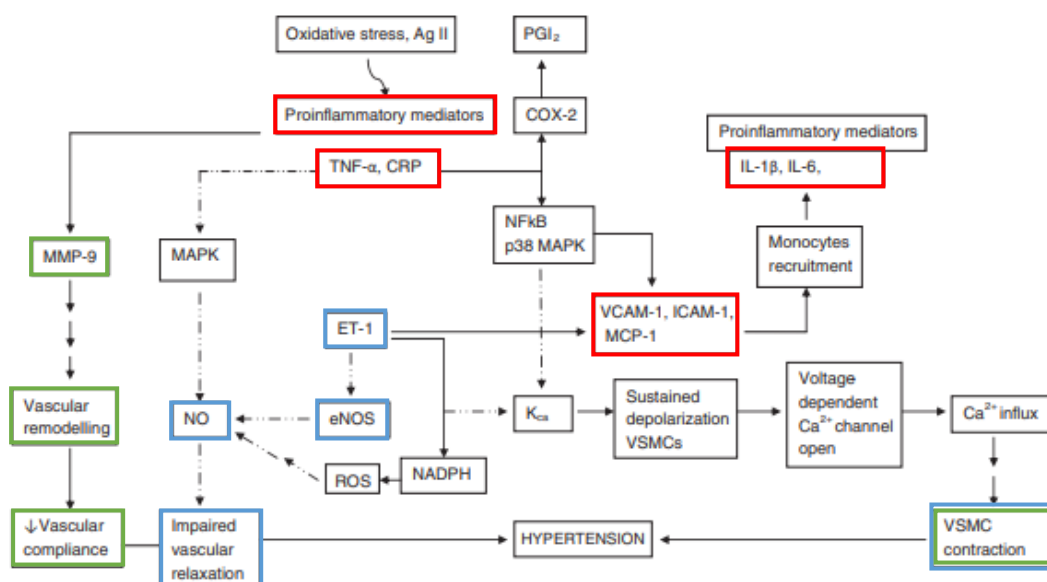 Oxidative stress, Ag II
PGI₂
Proinflammatory mediators
COX-2
Proinflammatory mediators
TNF-α, CRP
IL-1β, IL-6,
NFkB
p38 MAPK
MMP-9
MAPK
Monocytes
recruitment
VCAM-1, ICAM-1,
MCP-1
ET-1
Vascular
remodelling
NO
eNOS
K꜀ₐ
Sustained
depolarization
VSMCs
Voltage
dependent
Ca²⁺ channel
open
Ca²⁺ influx
ROS
NADPH
↓Vascular
compliance
Impaired
vascular
relaxation
HYPERTENSION
VSMC
contraction